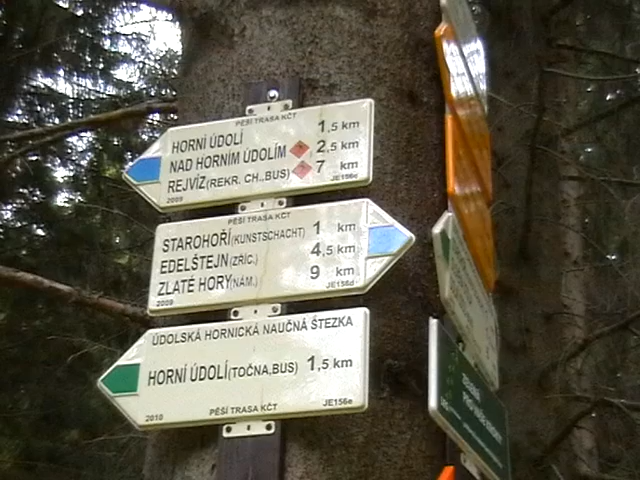 PĚŠÍ TRASA KČT
HORNÍ ÚDOLÍ 1,5 km
NAD HORNÍM ÚDOLÍM 2,5 km
REJVÍZ (REKR. CH., BUS) 7 km
2009 JE156c
PĚŠÍ TRASA KČT
STAROHOŘÍ (KUNSTSCHACHT) 1 km
EDELŠTEJN (ZŘÍC.) 4,5 km
ZLATÉ HORY (NÁM.) 9 km
2009 JE156d
ÚDOLSKÁ HORNICKÁ NAUČNÁ ŠTEZKA
HORNÍ ÚDOLÍ (TOČNA, BUS) 1,5 km
2010 PĚŠÍ TRASA KČT JE156e